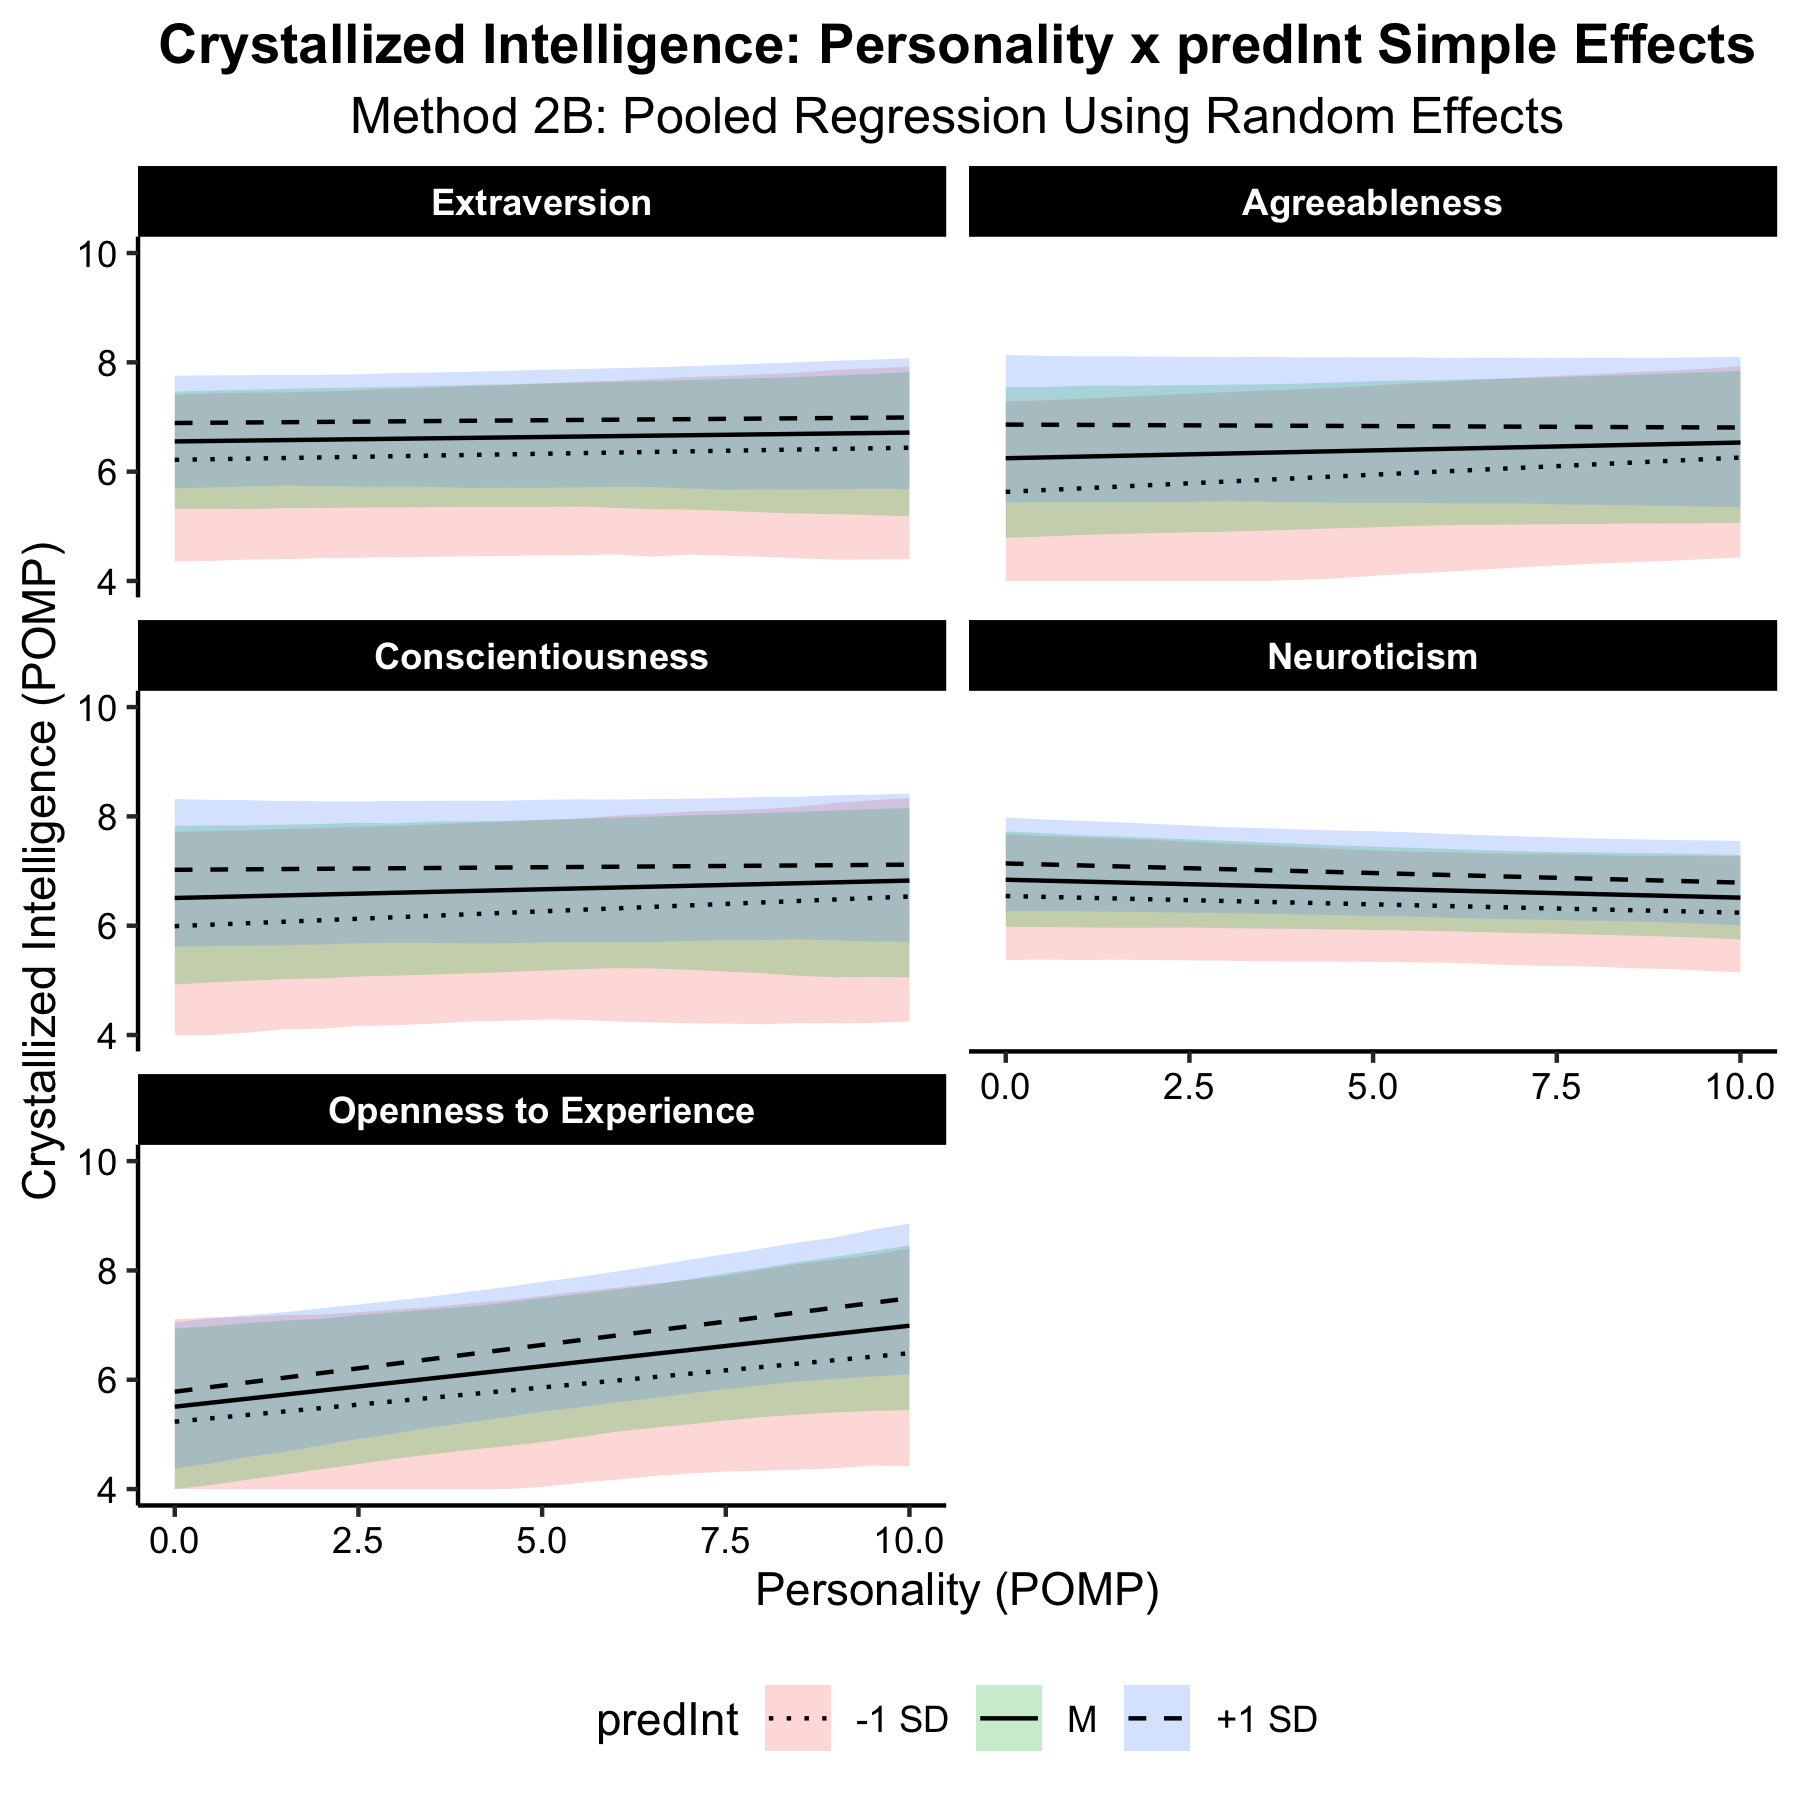 Crystallized Intelligence: Personality x predInt Simple Effects
Method 2B: Pooled Regression Using Random Effects
Extraversion
Agreeableness
10
8
6
4
Conscientiousness
Neuroticism
10
8
6
4
0.0 2.5 5.0 7.5 10.0
Openness to Experience
10
8
6
4
0.0 2.5 5.0 7.5 10.0
Crystallized Intelligence (POMP)
Personality (POMP)
predInt -1 SD M +1 SD